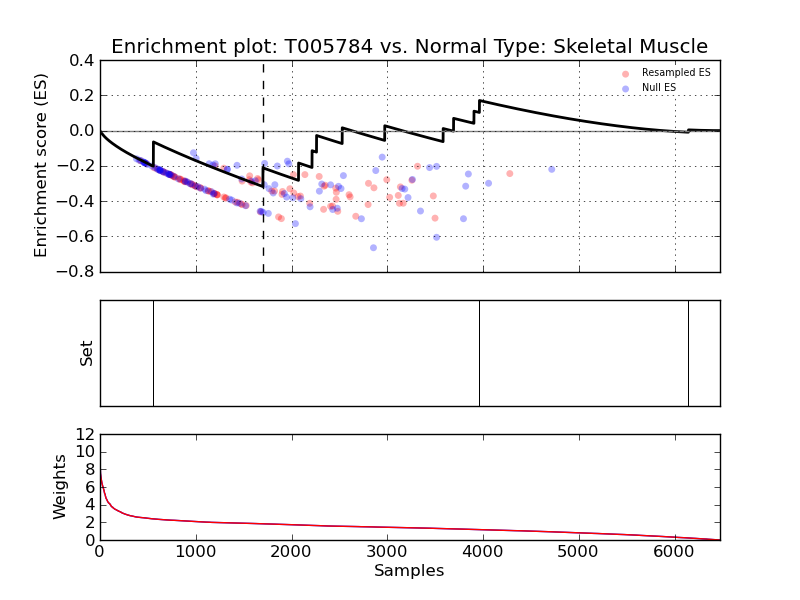 Enrichment plot: T005784 vs. Normal Type: Skeletal Muscle
Enrichment score (ES)
0.4
0.2
0.0
−0.2
−0.4
−0.6
−0.8
Resampled ES
Null ES
Set
Weights
12
10
8
6
4
2
0
0 1000 2000 3000 4000 5000 6000
Samples